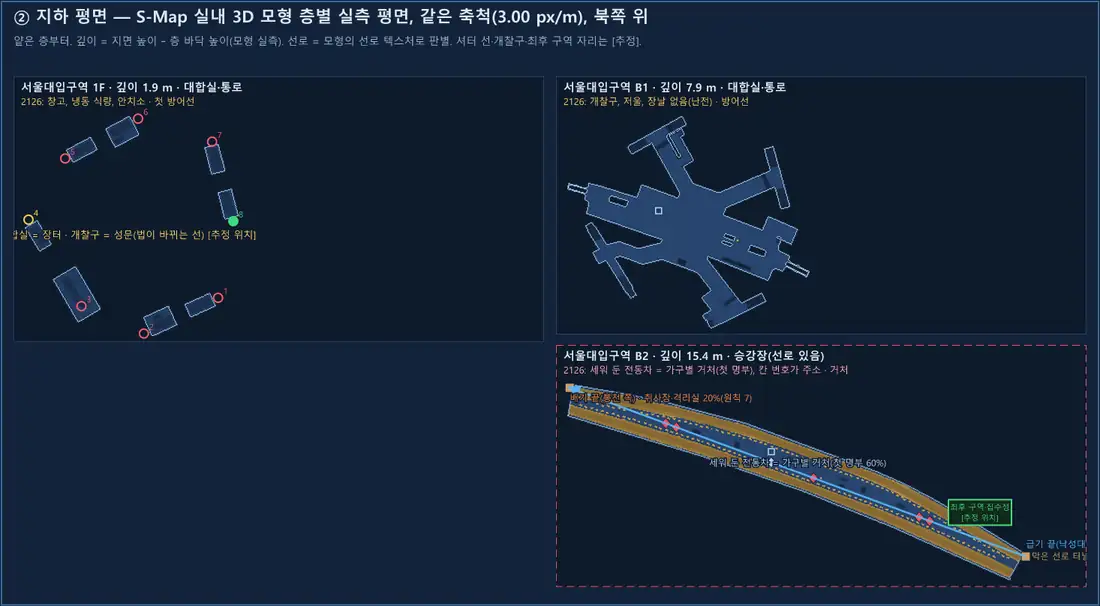 ② 지하 평면 — S-Map 실내 3D 모형 층별 실측 평면, 같은 축척(3.00 px/m), 북쪽 위
얕은 층부터. 깊이 = 지면 높이 – 층 바닥 높이(모형 실측). 선로 = 모형의 선로 텍스처로 판별. 셔터 선·개찰구·최후 구역 자리는 [추정].
서울대입구역 1F · 깊이 1.9 m · 대합실·통로
2126: 창고, 냉동 식량, 안치소 · 첫 방어선
6
5
7
8
4
합실 = 장터 · 개찰구 = 성문(법이 바뀌는 선) [추정 위치]
3
1
2
서울대입구역 B1 · 깊이 7.9 m · 대합실·통로
2126: 개찰구, 저울, 장날 없음(난전) · 방어선
서울대입구역 B2 · 깊이 15.4 m · 승강장(선로 있음)
2126: 세워 둔 전동차 = 가구별 거처(첫 명부), 칸 번호가 주소 · 거처
배기 끝(봉천 쪽) 취사장 격리실 20%(원칙 7)
세워 둔 전동차 = 가구별 거처(첫 명부 60%)
최후 구역 집수정
[추정 위치]
급기 끝(낙성대
막은 선로 터널